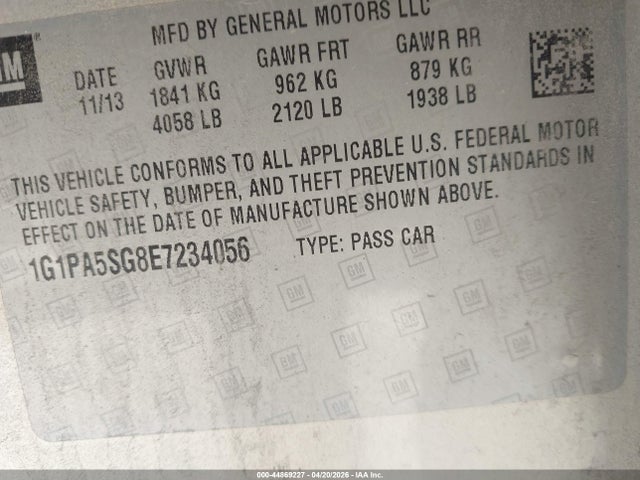 MFD BY GENERAL MOTORS LLC
GM
DATE GVWR GAWR FRT GAWR RR
11/13 1841 KG 962 KG 879 KG
4058 LB 2120 LB 1938 LB
THIS VEHICLE CONFORMS TO ALL APPLICABLE U.S. FEDERAL MOTOR
VEHICLE SAFETY, BUMPER, AND THEFT PREVENTION STANDARDS IN
EFFECT ON THE DATE OF MANUFACTURE SHOWN ABOVE.
1G1PA5SG8E7234056 TYPE: PASS CAR
000-44869227 - 04/20/2026 - IAA Inc.